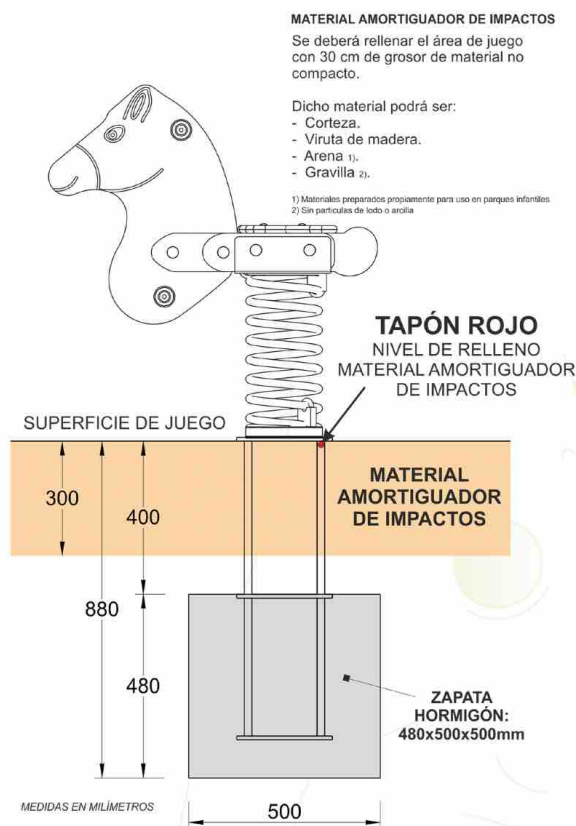 MATERIAL AMORTIGUADOR DE IMPACTOS
Se deberá rellenar el área de juego
con 30 cm de grosor de material no
compacto.
Dicho material podrá ser:
- Corteza.
- Viruta de madera.
- Arena 1).
- Gravilla 2).
1) Materiales preparados propiamente para uso en parques infantiles
2) Sin particulas de lodo o arcilla
TAPÓN ROJO
NIVEL DE RELLENO
MATERIAL AMORTIGUADOR
DE IMPACTOS
SUPERFICIE DE JUEGO
MATERIAL
AMORTIGUADOR
DE IMPACTOS
300
400
880
480
ZAPATA
HORMIGÓN:
480x500x500mm
MEDIDAS EN MILÍMETROS
500